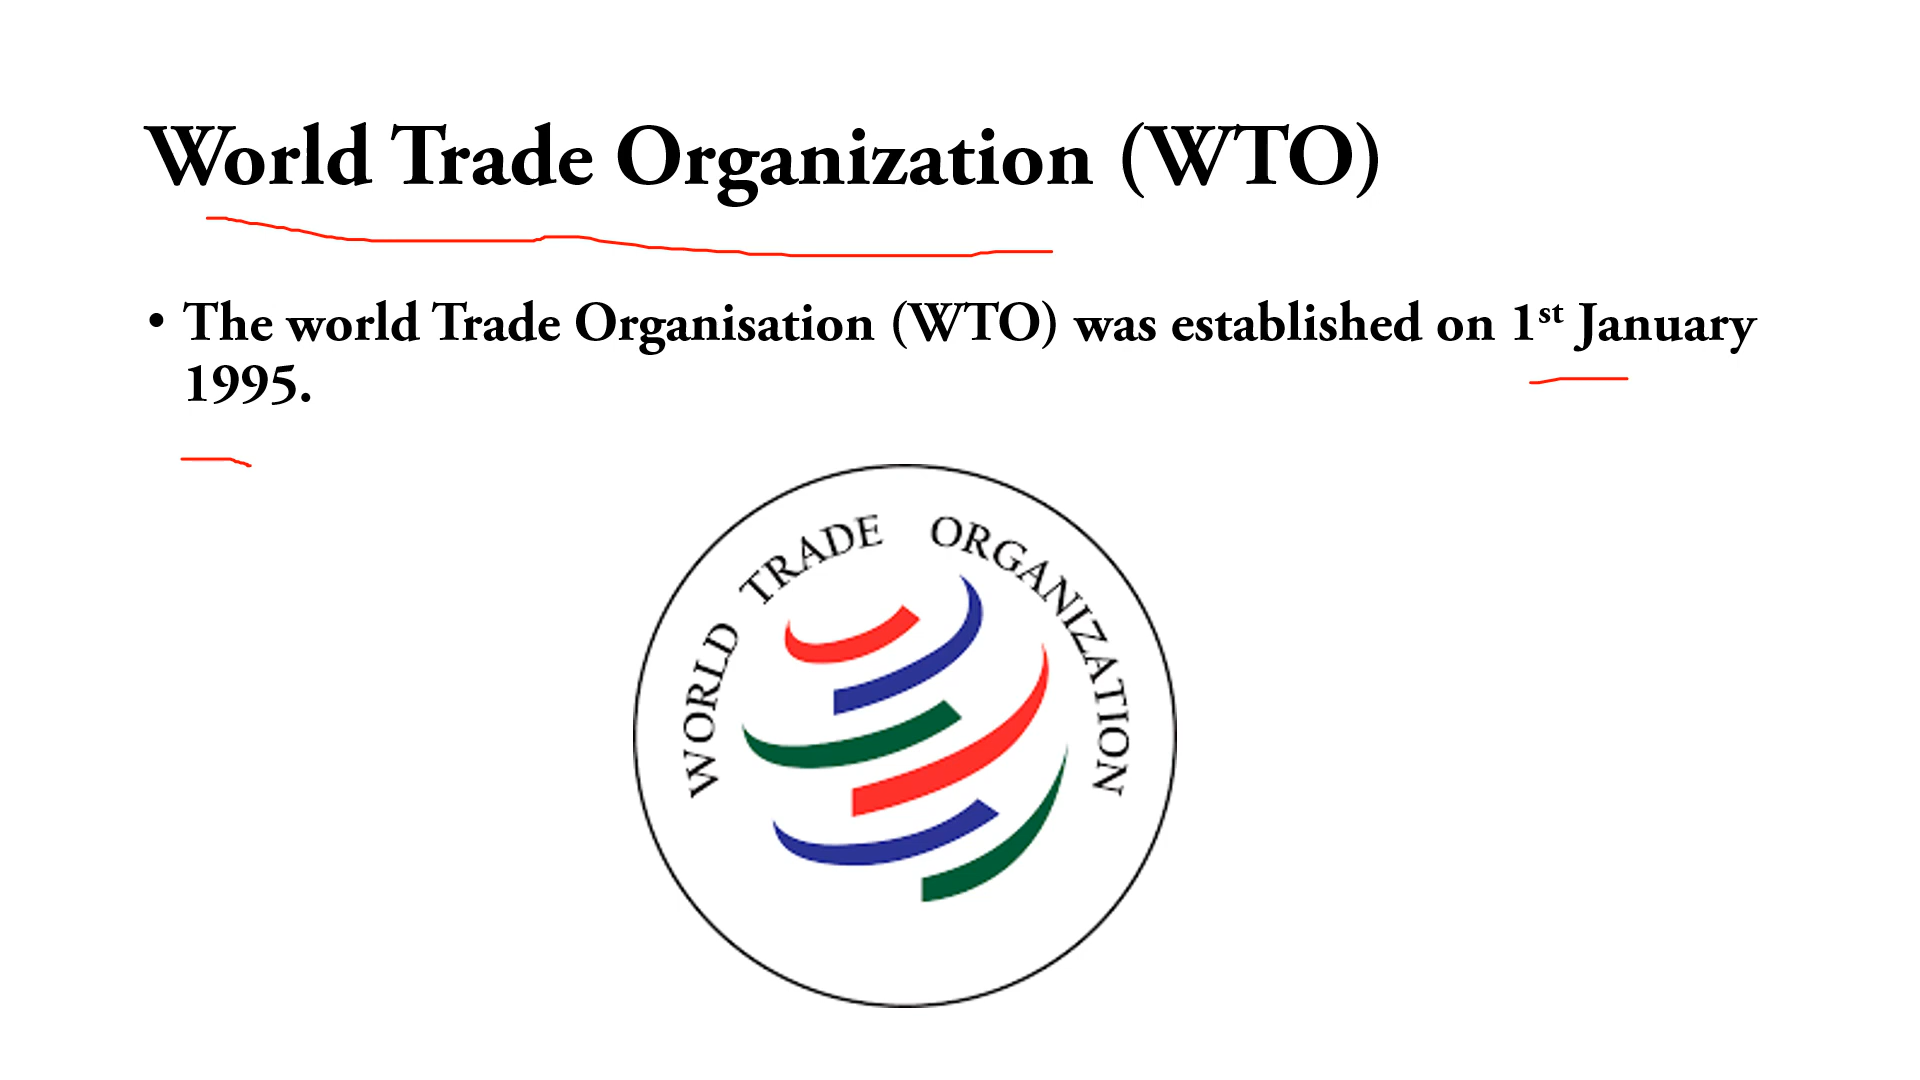 World Trade Organization (WTO)
• The world Trade Organisation (WTO) was established on 1st January
1995.
WORLD TRADE ORGANIZATION